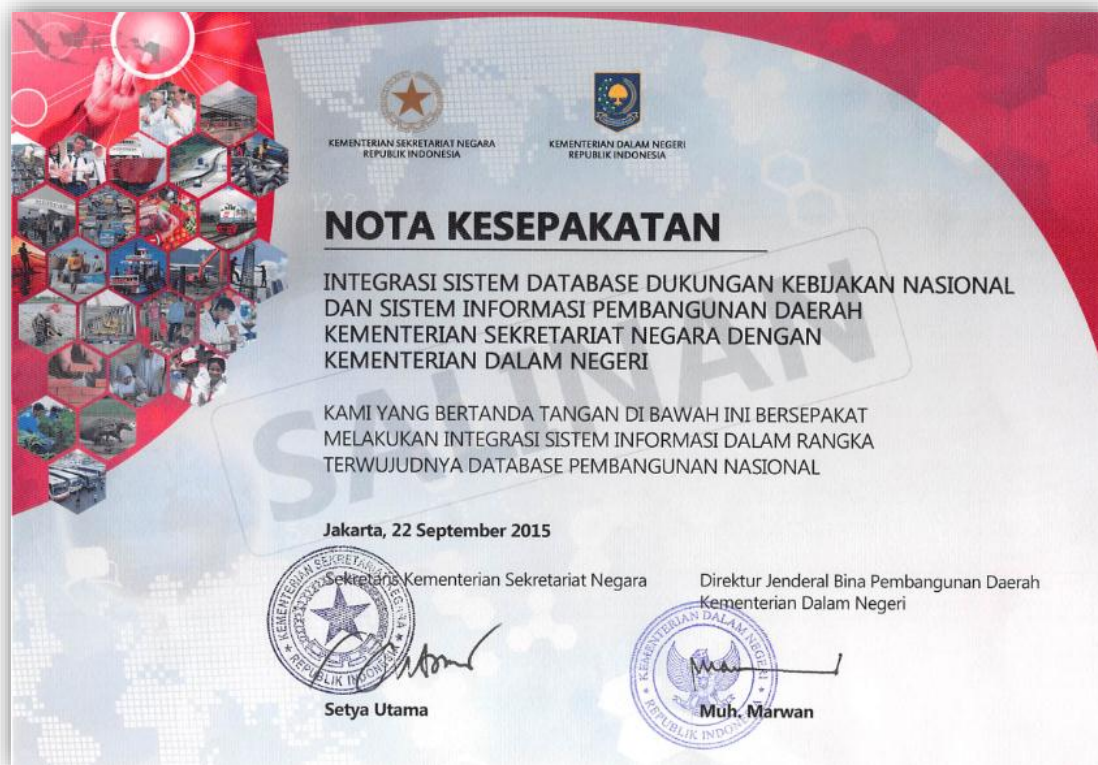 KEMENTERIAN SEKRETARIAT NEGARA
REPUBLIK INDONESIA
KEMENTERIAN DALAM NEGERI
REPUBLIK INDONESIA
NOTA KESEPAKATAN
INTEGRASI SISTEM DATABASE DUKUNGAN KEBIJAKAN NASIONAL
DAN SISTEM INFORMASI PEMBANGUNAN DAERAH
KEMENTERIAN SEKRETARIAT NEGARA DENGAN
KEMENTERIAN DALAM NEGERI
SALINAN
KAMI YANG BERTANDA TANGAN DI BAWAH INI BERSEPAKAT
MELAKUKAN INTEGRASI SISTEM INFORMASI DALAM RANGKA
TERWUJUDNYA DATABASE PEMBANGUNAN NASIONAL
Jakarta, 22 September 2015
Sekretaris Kementerian Sekretariat Negara
KEMENTERIAN SEKRETARIAT NEGARA
REPUBLIK INDONESIA
Setya Utama
Direktur Jenderal Bina Pembangunan Daerah
Kementerian Dalam Negeri
KEMENTERIAN DALAM NEGERI
REPUBLIK INDONESIA
Muh. Marwan